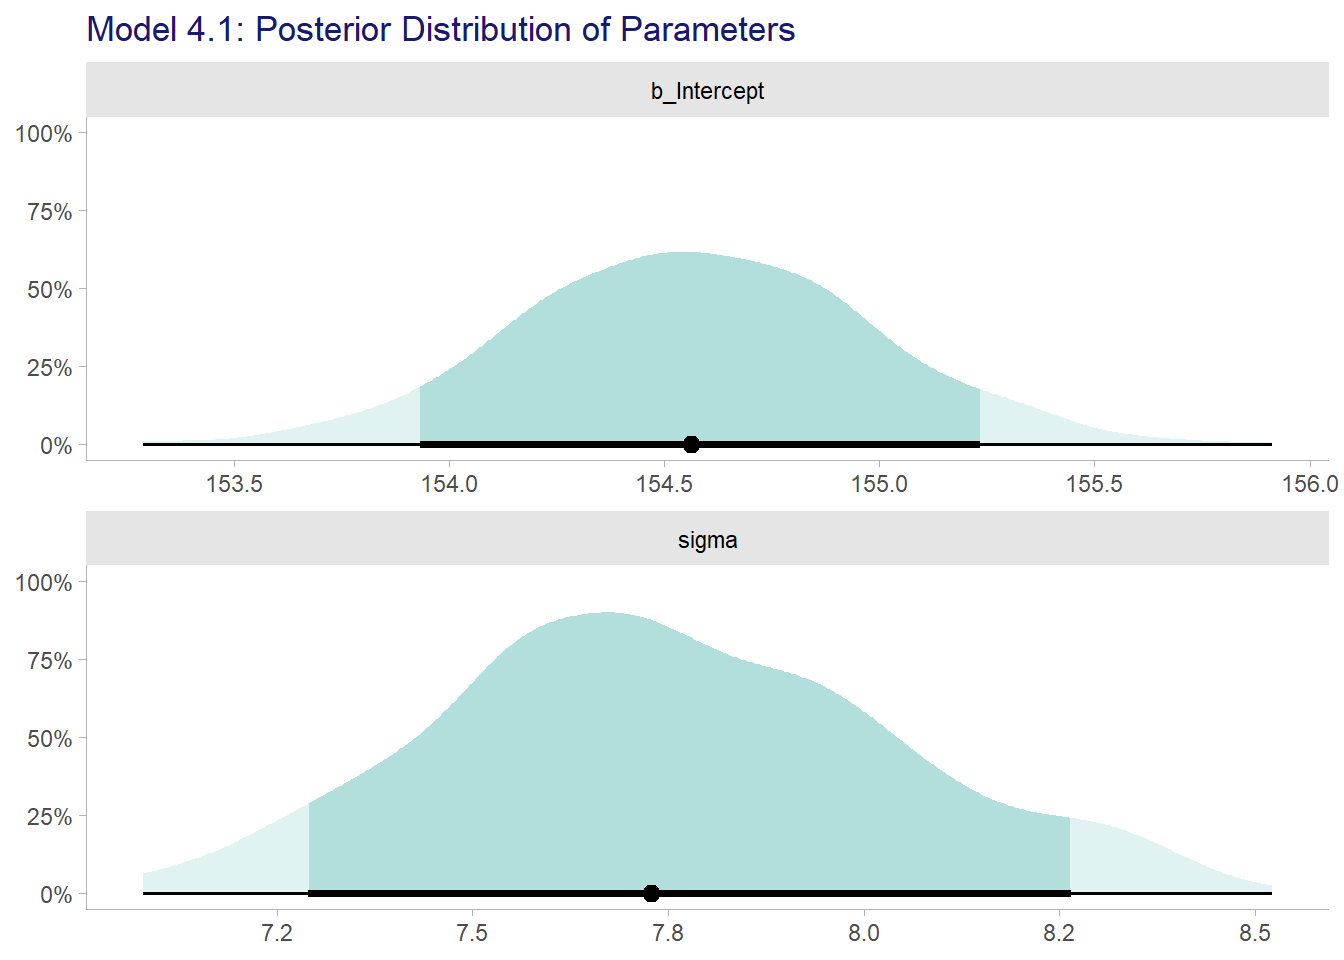 Model 4.1: Posterior Distribution of Parameters
b_Intercept
100%
75%
50%
25%
0%
153.5 154.0 154.5 155.0 155.5 156.0
sigma
100%
75%
50%
25%
0%
7.2 7.5 7.8 8.0 8.2 8.5